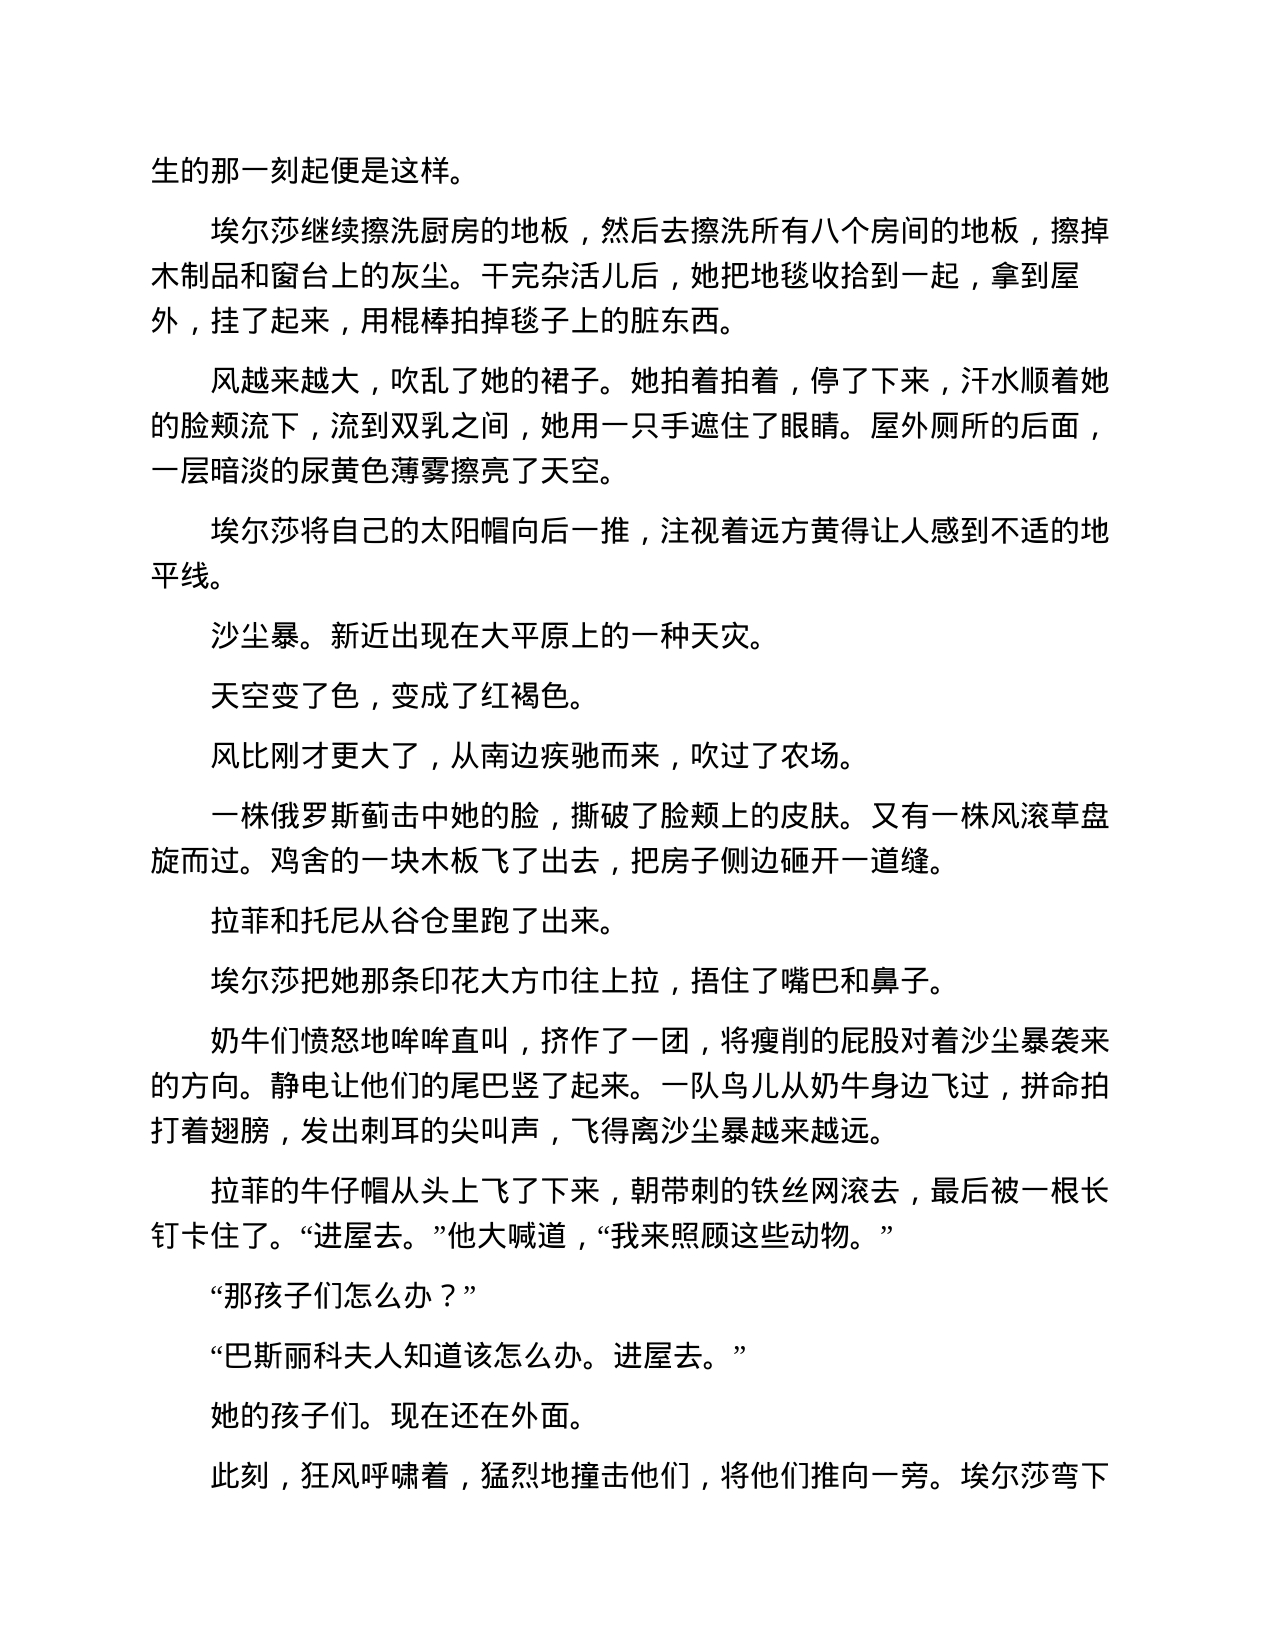 生的那一刻起便是这样。
埃尔莎继续擦洗厨房的地板，然后去擦洗所有八个房间的地板，擦掉
木制品和窗台上的灰尘。干完杂活儿后，她把地毯收拾到一起，拿到屋
外，挂了起来，用棍棒拍掉毯子上的脏东西。
风越来越大，吹乱了她的裙子。她拍着拍着，停了下来，汗水顺着她
的脸颊流下，流到双乳之间，她用一只手遮住了眼睛。屋外厕所的后面，
一层暗淡的尿黄色薄雾擦亮了天空。
埃尔莎将自己的太阳帽向后一推，注视着远方黄得让人感到不适的地
平线。
沙尘暴。新近出现在大平原上的一种天灾。
天空变了色，变成了红褐色。
风比刚才更大了，从南边疾驰而来，吹过了农场。
一株俄罗斯蓟击中她的脸，撕破了脸颊上的皮肤。又有一株风滚草盘
旋而过。鸡舍的一块木板飞了出去，把房子侧边砸开一道缝。
拉菲和托尼从谷仓里跑了出来。
埃尔莎把她那条印花大方巾往上拉，捂住了嘴巴和鼻子。
奶牛们愤怒地哞哞直叫，挤作了一团，将瘦削的屁股对着沙尘暴袭来
的方向。静电让他们的尾巴竖了起来。一队鸟儿从奶牛身边飞过，拼命拍
打着翅膀，发出刺耳的尖叫声，飞得离沙尘暴越来越远。
拉菲的牛仔帽从头上飞了下来，朝带刺的铁丝网滚去，最后被一根长
钉卡住了。“进屋去。”他大喊道，“我来照顾这些动物。”
“那孩子们怎么办？”
“巴斯丽科夫人知道该怎么办。进屋去。”
她的孩子们。现在还在外面。
此刻，狂风呼啸着，猛烈地撞击他们，将他们推向一旁。埃尔莎弯下